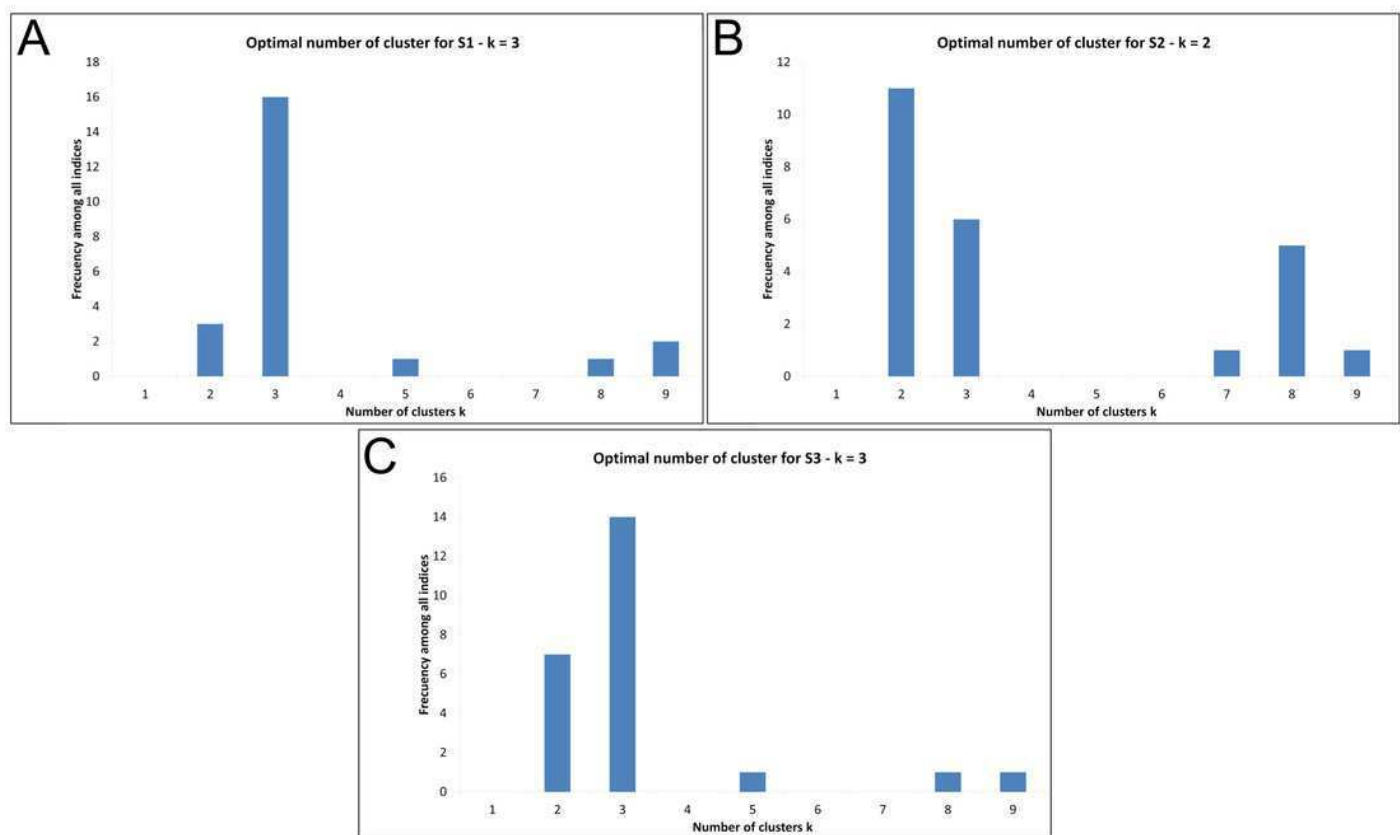 A
Optimal number of cluster for S1 - k = 3
Frecuency among all indices
18
16
14
12
10
8
6
4
2
0
1 2 3 4 5 6 7 8 9
Number of clusters k
B
Optimal number of cluster for S2 - k = 2
Frecuency among all indices
12
10
8
6
4
2
0
1 2 3 4 5 6 7 8 9
Number of clusters k
C
Optimal number of cluster for S3 - k = 3
Frecuency among all indices
16
14
12
10
8
6
4
2
0
1 2 3 4 5 6 7 8 9
Number of clusters k